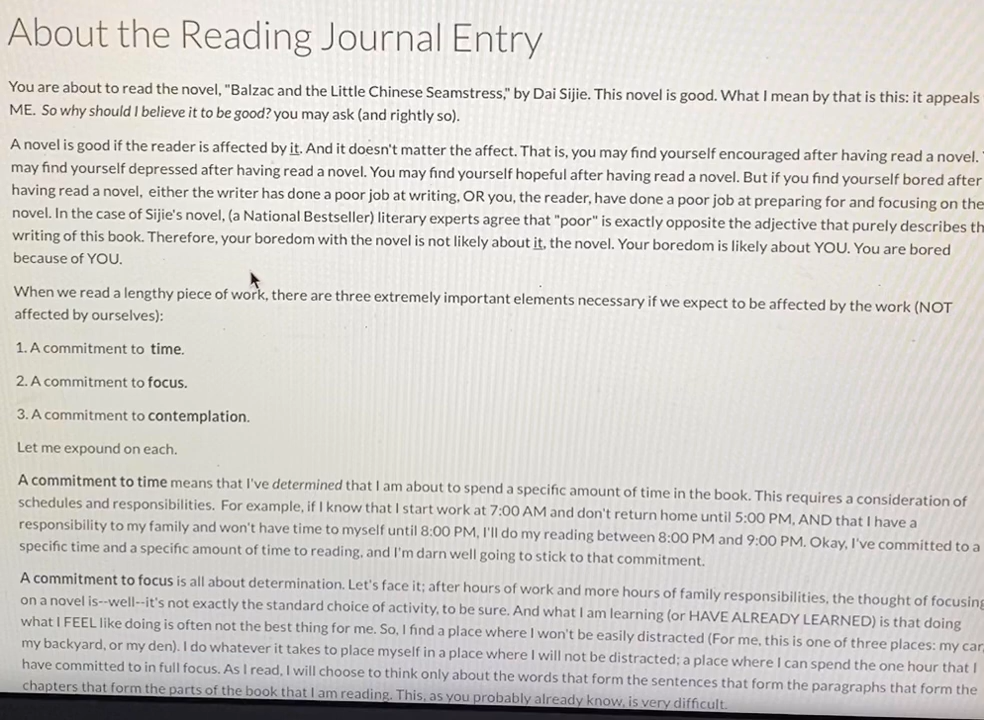 About the Reading Journal Entry
You are about to read the novel, "Balzac and the Little Chinese Seamstress," by Dai Sijie. This novel is good. What I mean by that is this: it appeals
ME. So why should I believe it to be good? you may ask (and rightly so).
A novel is good if the reader is affected by it. And it doesn't matter the affect. That is, you may find yourself encouraged after having read a novel.
may find yourself depressed after having read a novel. You may find yourself hopeful after having read a novel. But if you find yourself bored after
having read a novel, either the writer has done a poor job at writing, OR you, the reader, have done a poor job at preparing for and focusing on the
novel. In the case of Sijie's novel, (a National Bestseller) literary experts agree that "poor" is exactly opposite the adjective that purely describes th
writing of this book. Therefore, your boredom with the novel is not likely about it, the novel. Your boredom is likely about YOU. You are bored
because of YOU.
When we read a lengthy piece of work, there are three extremely important elements necessary if we expect to be affected by the work (NOT
affected by ourselves):
1. A commitment to time.
2. A commitment to focus.
3. A commitment to contemplation.
Let me expound on each.
A commitment to time means that I've determined that I am about to spend a specific amount of time in the book. This requires a consideration of
schedules and responsibilities. For example, if I know that I start work at 7:00 AM and don't return home until 5:00 PM, AND that I have a
responsibility to my family and won't have time to myself until 8:00 PM, I'll do my reading between 8:00 PM and 9:00 PM. Okay, I've committed to a
specific time and a specific amount of time to reading, and I'm darn well going to stick to that commitment.
A commitment to focus is all about determination. Let's face it; after hours of work and more hours of family responsibilities, the thought of focusing
on a novel is--well--it's not exactly the standard choice of activity, to be sure. And what I am learning (or HAVE ALREADY LEARNED) is that doing
what I FEEL like doing is often not the best thing for me. So, I find a place where I won't be easily distracted (For me, this is one of three places: my car,
my backyard, or my den). I do whatever it takes to place myself in a place where I will not be distracted; a place where I can spend the one hour that I
have committed to in full focus. As I read, I will choose to think only about the words that form the sentences that form the paragraphs that form the
chapters that form the parts of the book that I am reading. This, as you probably already know, is very difficult.